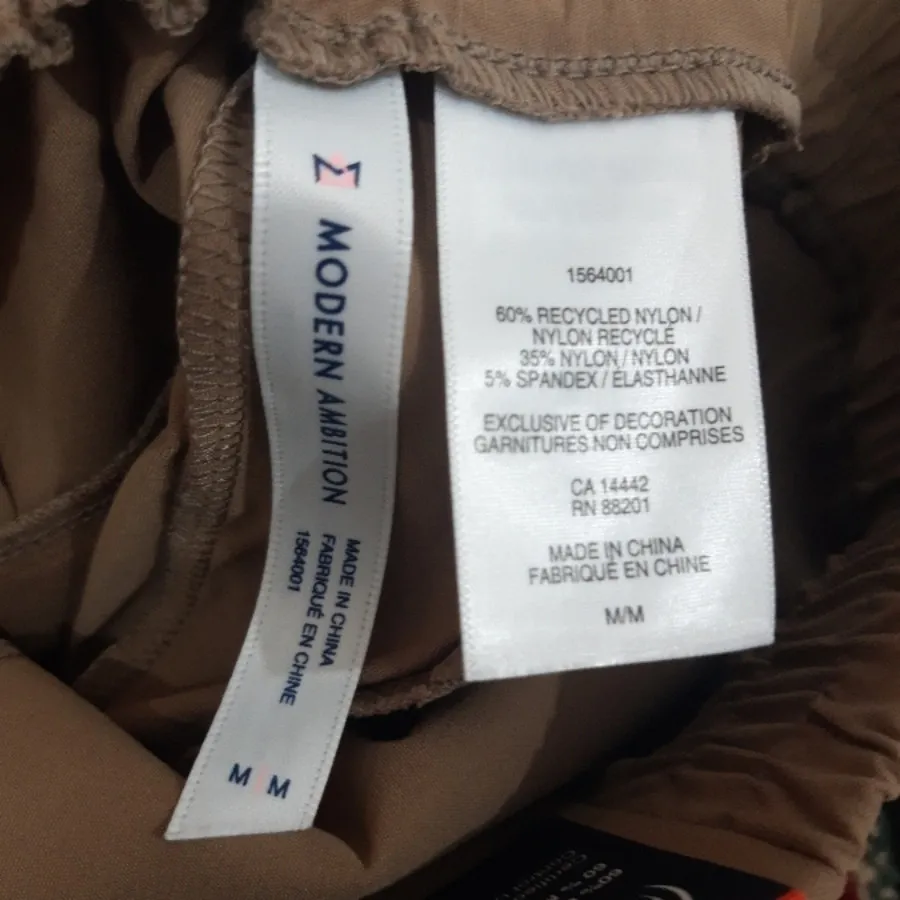 MODERN AMBITION
MADE IN CHINA
FABRIQUÉ EN CHINE
1564001
M M
1564001
60% RECYCLED NYLON /
NYLON RECYCLÉ
35% NYLON / NYLON
5% SPANDEX / ÉLASTHANNE
EXCLUSIVE OF DECORATION
GARNITURES NON COMPRISES
CA 14442
RN 88201
MADE IN CHINA
FABRIQUÉ EN CHINE
M/M